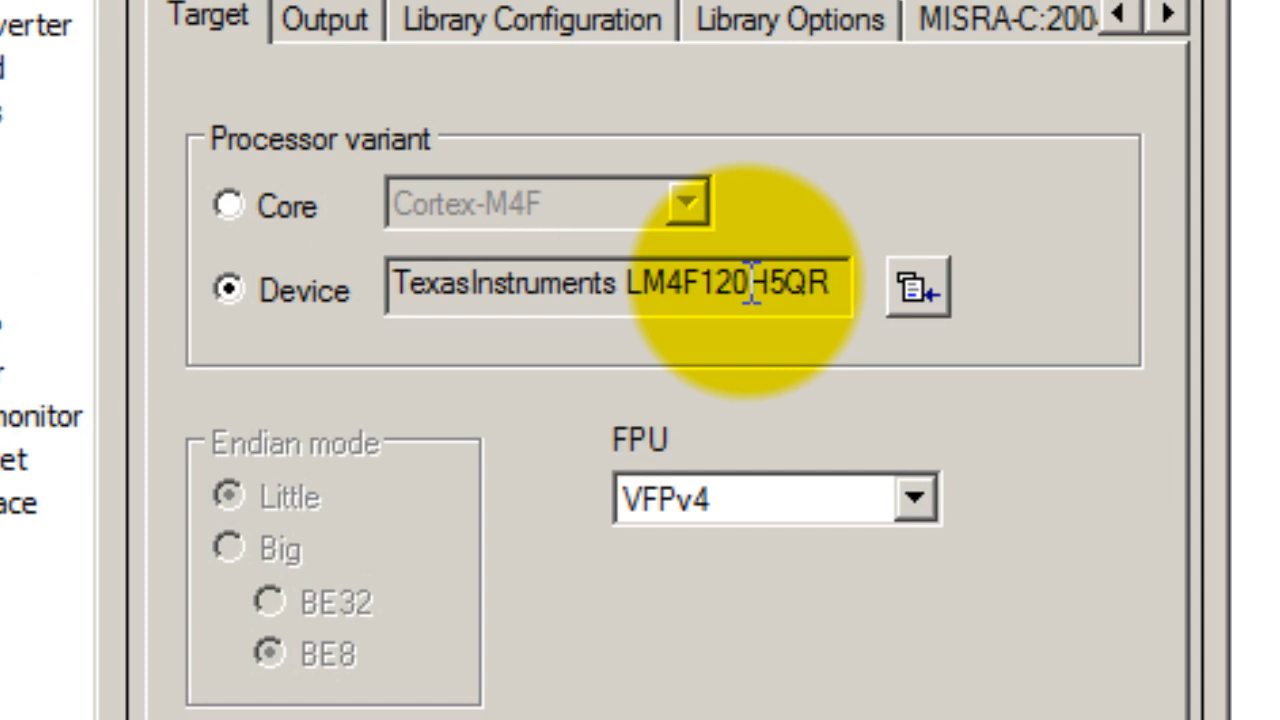 verter
Target Output Library Configuration Library Options MISRA-C:200
Processor variant
Core Cortex-M4F
Device TexasInstruments LM4F120H5QR
monitor
et
ace
Endian mode
Little
Big
BE32
BE8
FPU
VFPv4